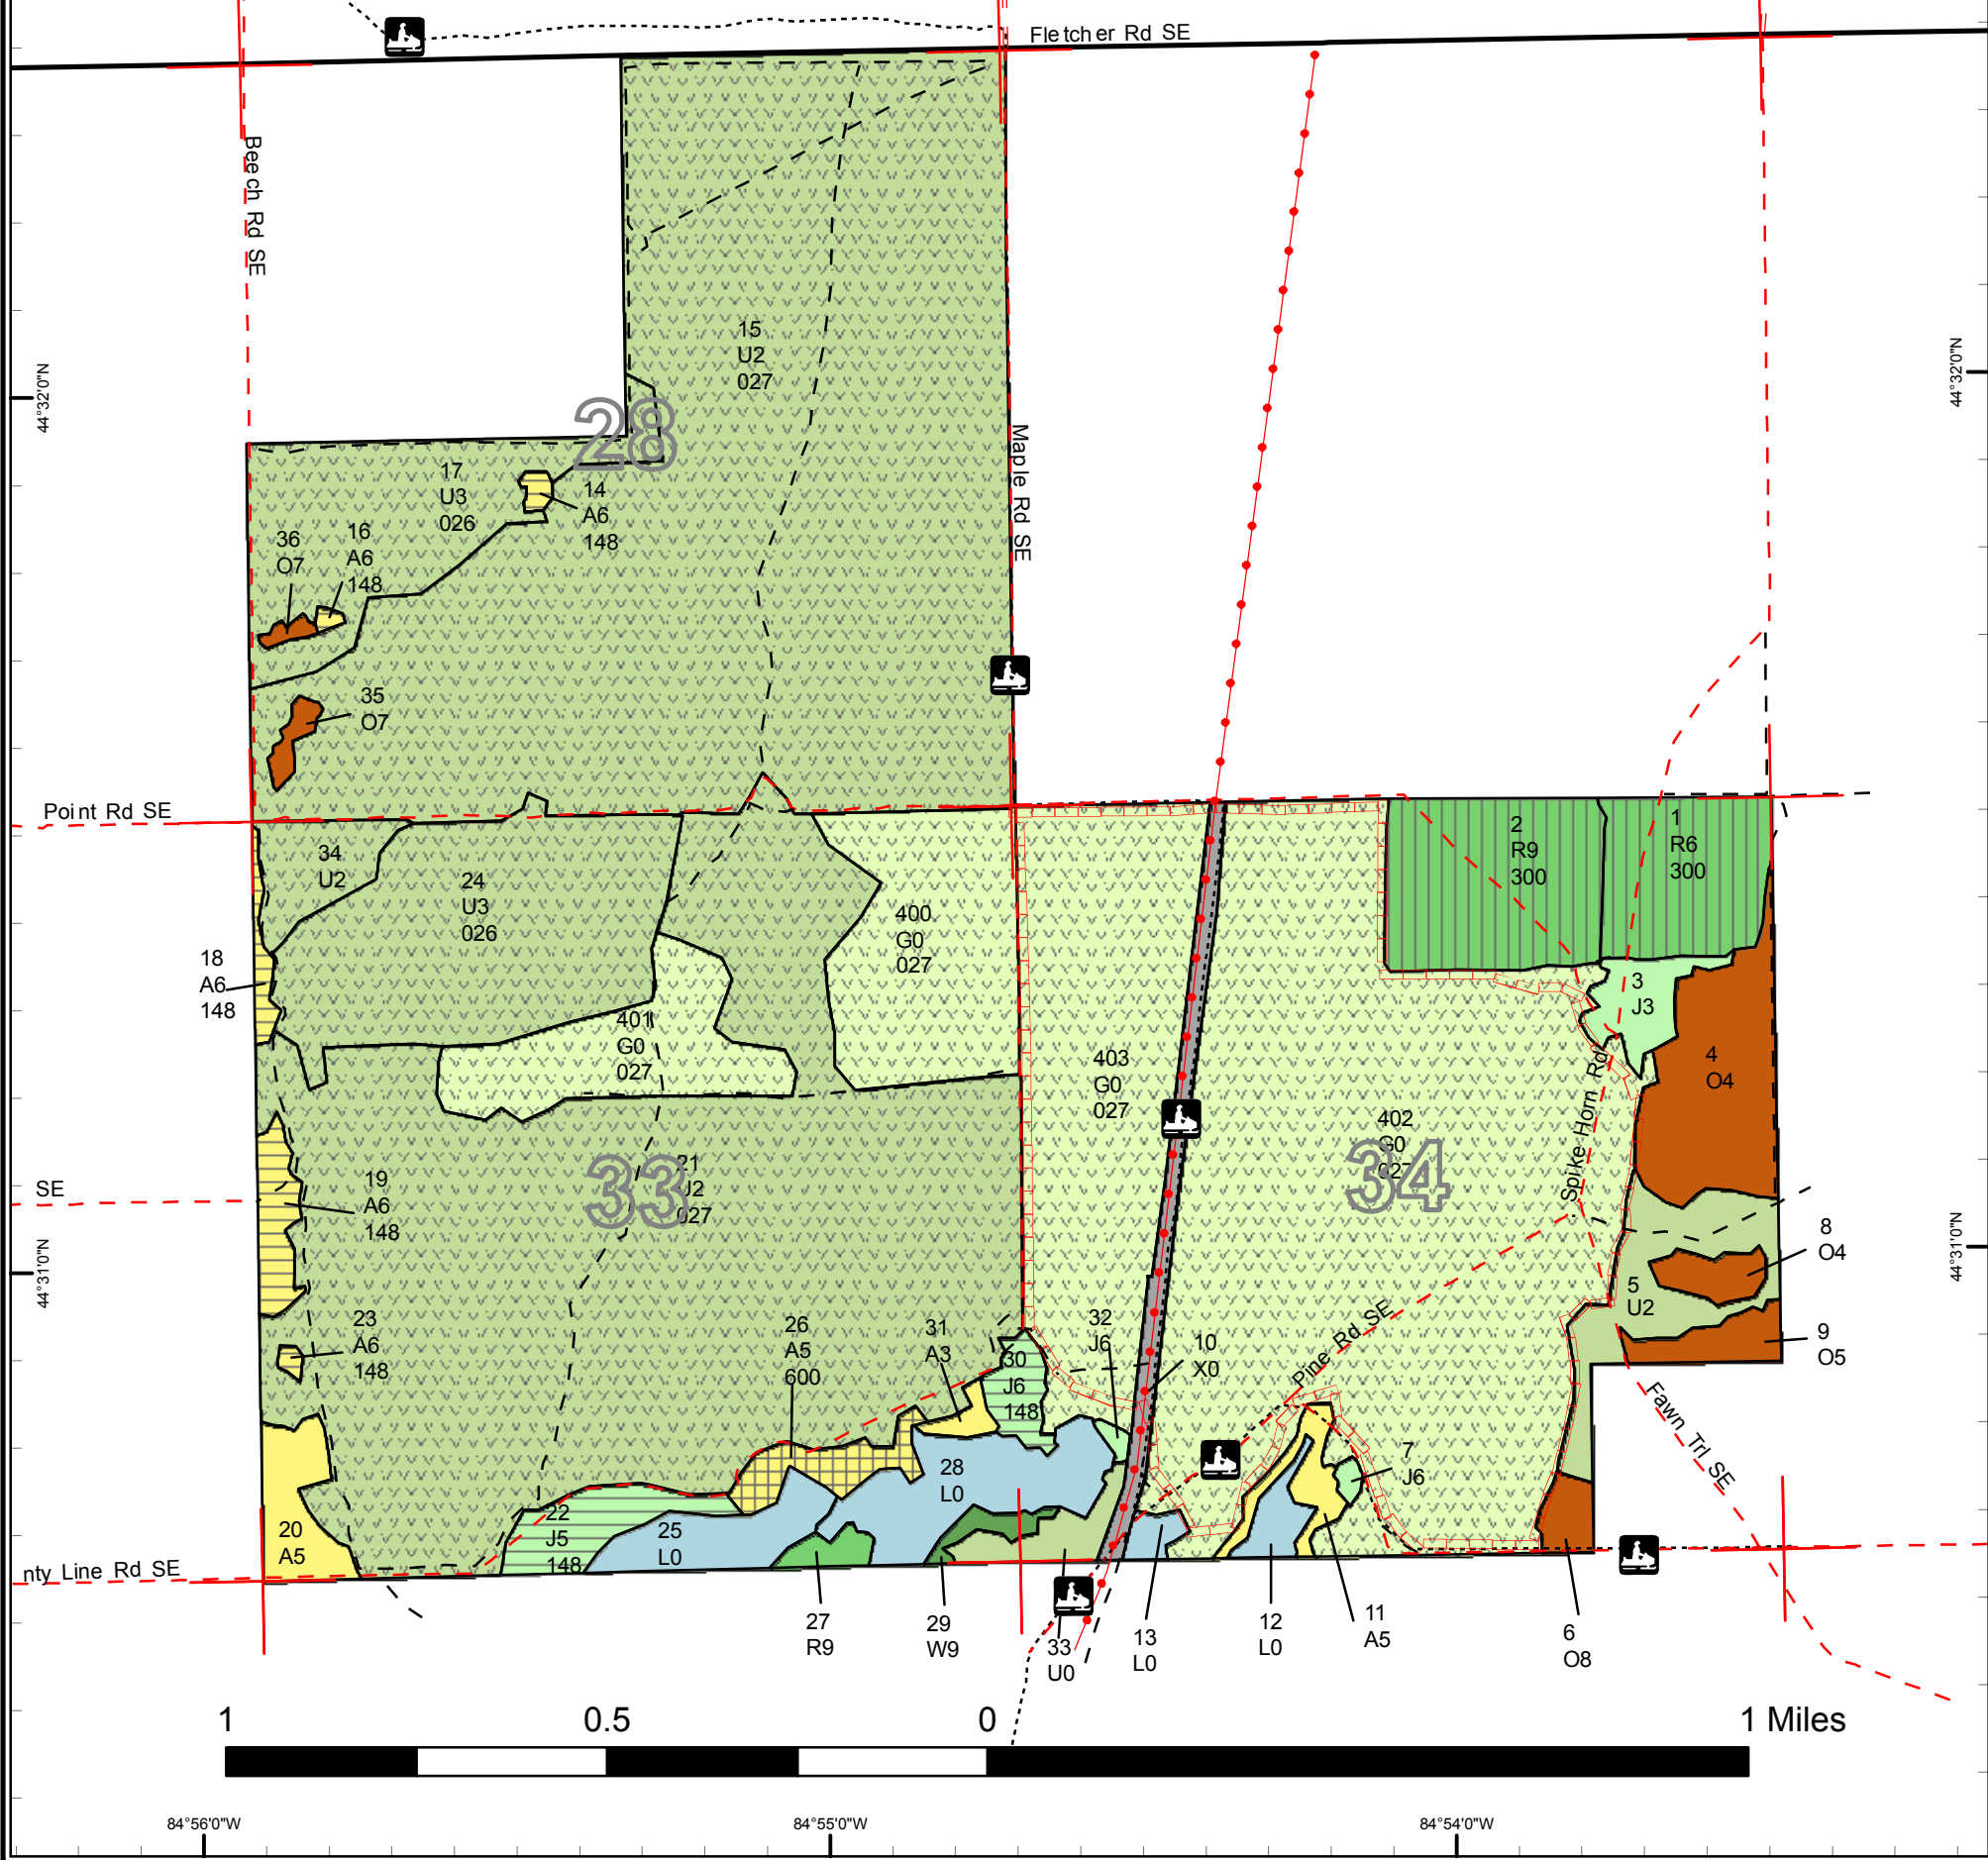 Fletcher Rd SE
Beech Rd SE
15
U2
027
44°32'0"N
44°32'0"N
28
Maple Rd SE
17
U3
026
14
A6
148
36
O7
16
A6
148
35
O7
Point Rd SE
34
U2
24
U3
026
400
G0
027
2
R9
300
1
R6
300
18
A6
148
3
J3
401
G0
027
403
G0
027
4
O4
402
G0
027
34
Spike Horn Rd
33
21
J2
027
SE
19
A6
148
8
O4
44°31'0"N
44°31'0"N
5
U2
23
A6
148
26
A5
600
31
A3
32
J6
10
X0
Pine Rd SE
9
O5
30
J6
148
Fawn Trl SE
28
L0
7
J6
20
A5
22
J5
148
25
L0
nty Line Rd SE
27
R9
29
W9
33
U0
13
L0
12
L0
11
A5
6
O8
1 0.5 0 1 Miles
84°56'0"W 84°55'0"W 84°54'0"W